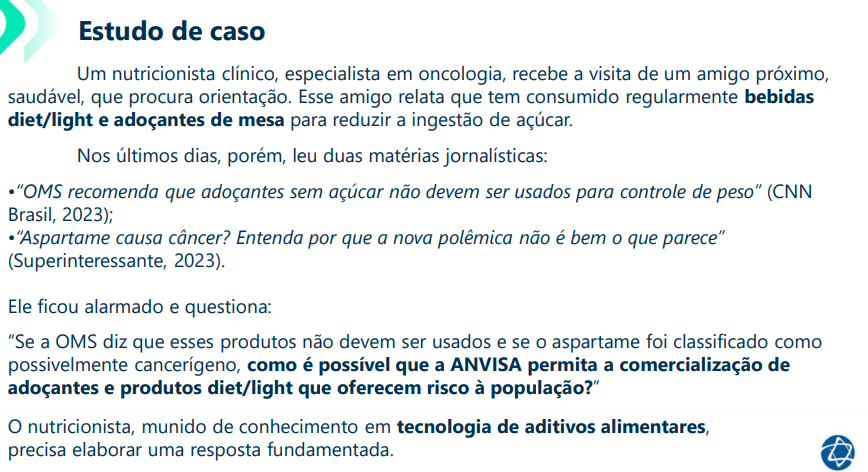 Estudo de caso
Um nutricionista clínico, especialista em oncologia, recebe a visita de um amigo próximo,
saudável, que procura orientação. Esse amigo relata que tem consumido regularmente bebidas
diet/light e adoçantes de mesa para reduzir a ingestão de açúcar.
Nos últimos dias, porém, leu duas matérias jornalísticas:
•“OMS recomenda que adoçantes sem açúcar não devem ser usados para controle de peso” (CNN
Brasil, 2023);
•“Aspartame causa câncer? Entenda por que a nova polêmica não é bem o que parece”
(Superinteressante, 2023).
Ele ficou alarmado e questiona:
“Se a OMS diz que esses produtos não devem ser usados e se o aspartame foi classificado como
possivelmente cancerígeno, como é possível que a ANVISA permita a comercialização de
adoçantes e produtos diet/light que oferecem risco à população?”
O nutricionista, munido de conhecimento em tecnologia de aditivos alimentares,
precisa elaborar uma resposta fundamentada.